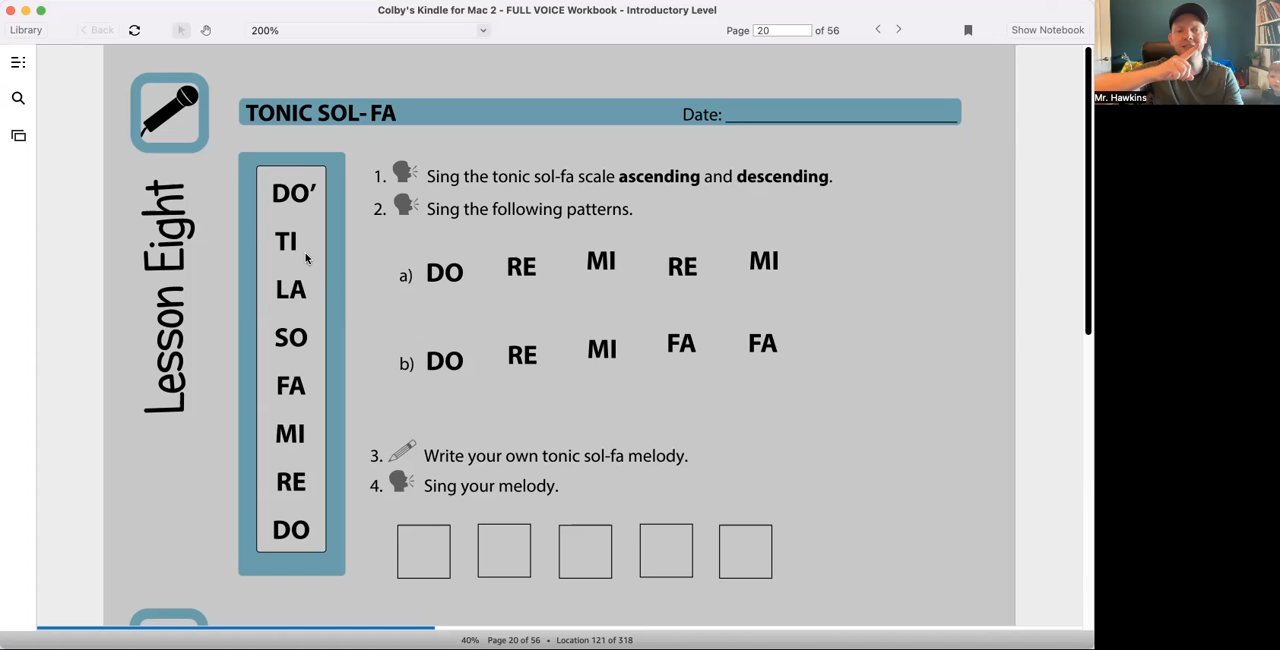 Colby's Kindle for Mac 2 - FULL VOICE Workbook - Introductory Level
Library
Back
200%
Page 20 of 56
Show Notebook
Mr. Hawkins
TONIC SOL-FA
Date:
Lesson Eight
DO'
TI
LA
SO
FA
MI
RE
DO
1. Sing the tonic sol-fa scale ascending and descending.
2. Sing the following patterns.
a) DO RE MI RE MI
b) DO RE MI FA FA
3. Write your own tonic sol-fa melody.
4. Sing your melody.
40% Page 20 of 56 • Location 121 of 318